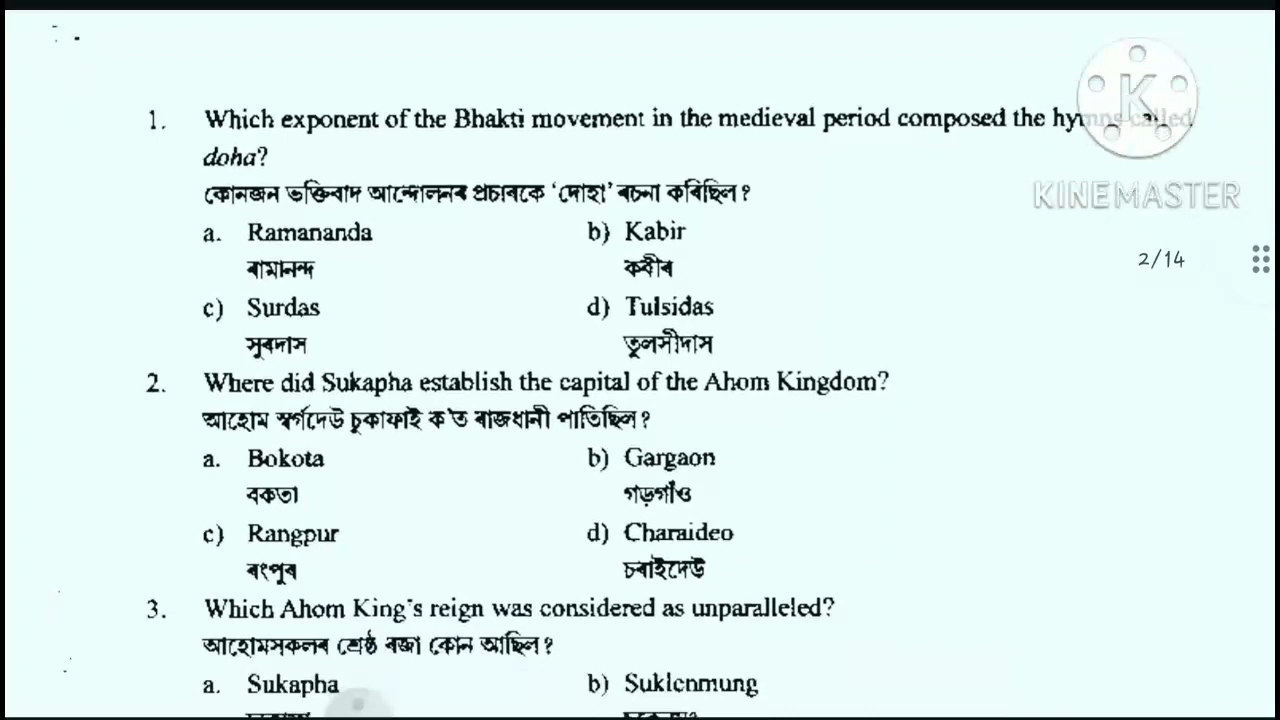 1. Which exponent of the Bhakti movement in the medieval period composed the hymns called
doha?
কোনজন ভক্তিবাদ আন্দোলনৰ প্ৰচাৰকে ‘দোহা’ ৰচনা কৰিছিল?
a. Ramananda b) Kabir
ৰামানন্দ কবীৰ
c) Surdas d) Tulsidas
সুৰদাস তুলসীদাস
2. Where did Sukapha establish the capital of the Ahom Kingdom?
আহোম স্বৰ্গদেউ চুকাফাই ক'ত ৰাজধানী পাতিছিল?
a. Bokota b) Gargaon
বকতা গড়গাঁও
c) Rangpur d) Charaideo
ৰংপুৰ চৰাইদেউ
3. Which Ahom King's reign was considered as unparalleled?
আহোমসকলৰ শ্ৰেষ্ঠ ৰজা কোন আছিল?
a. Sukapha b) Suklenmung
K
KINEMASTER
2/14